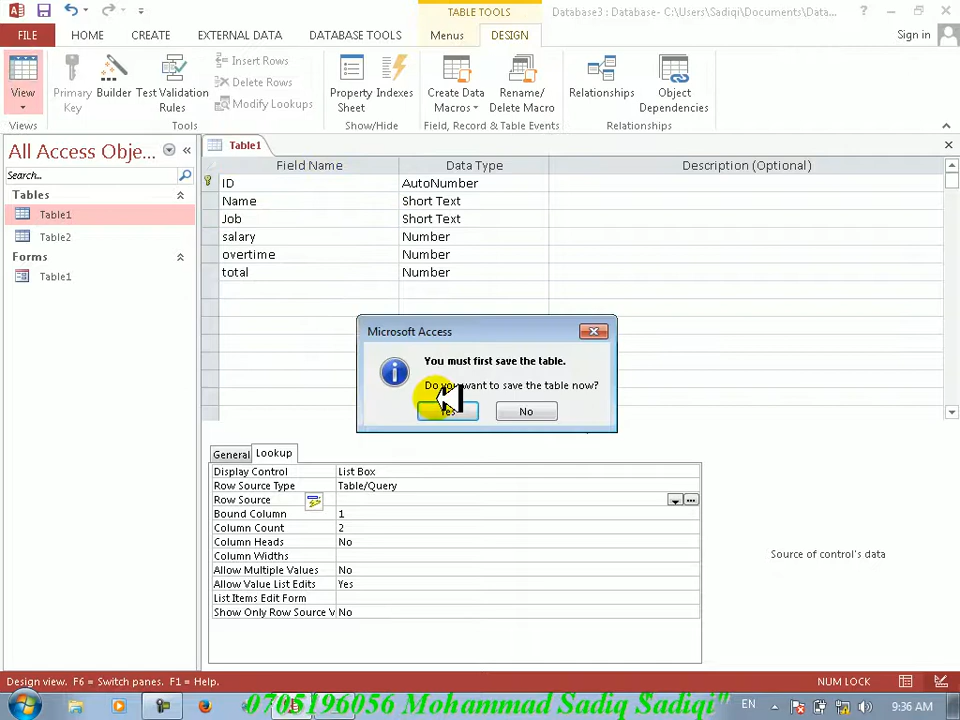 TABLE TOOLS
Database3 : Database- C:\Users\Sadiqi\Documents\Data...
FILE HOME CREATE EXTERNAL DATA DATABASE TOOLS Menus DESIGN Sign in
View
Primary Key
Builder
Test Validation Rules
Insert Rows
Delete Rows
Modify Lookups
Property Sheet
Indexes
Create Data Macros
Rename/ Delete Macro
Relationships
Object Dependencies
Views Tools Show/Hide Field, Record & Table Events Relationships
All Access Obje...
Search...
Tables
Table1
Table2
Forms
Table1
Table1
Field Name Data Type Description (Optional)
ID AutoNumber
Name Short Text
Job Short Text
salary Number
overtime Number
total Number
Microsoft Access
You must first save the table.
Do you want to save the table now?
Yes No
General Lookup
Display Control List Box
Row Source Type Table/Query
Row Source
Bound Column 1
Column Count 2
Column Heads No
Column Widths
Allow Multiple Values No
Allow Value List Edits Yes
List Items Edit Form
Show Only Row Source V No
Source of control's data
Design view. F6 = Switch panes. F1 = Help. NUM LOCK
0705196056 Mohammad Sadiq Sadiqi"
EN 9:36 AM